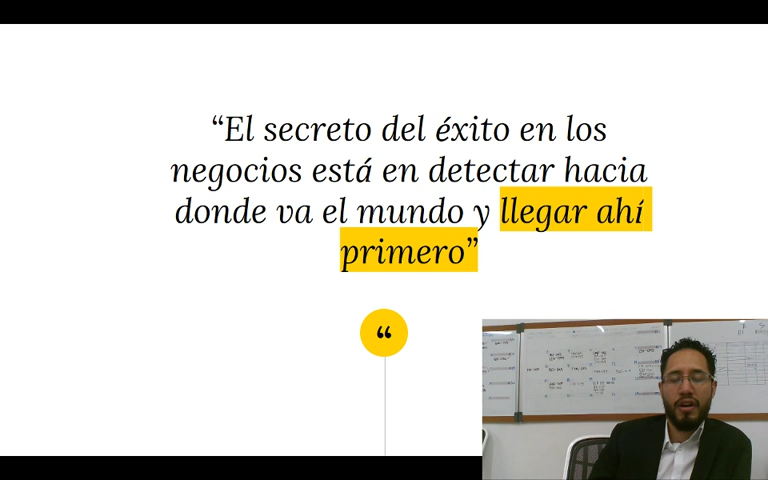 “El secreto del éxito en los
negocios está en detectar hacia
donde va el mundo y llegar ahí
primero”
“